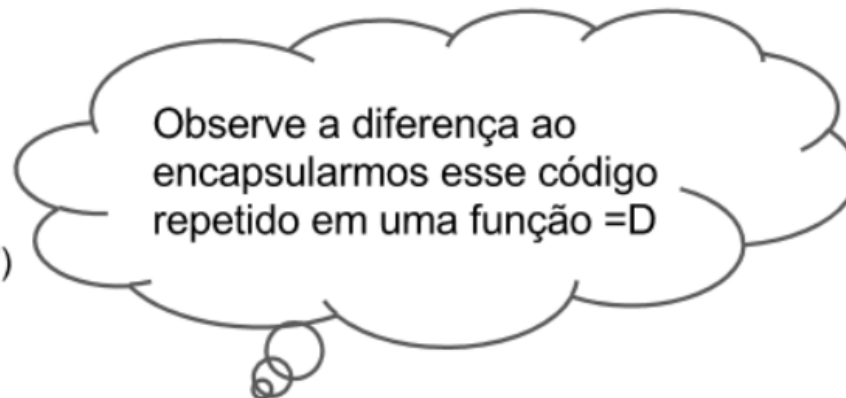 Observe a diferença ao
encapsularmos esse código
repetido em uma função =D
)